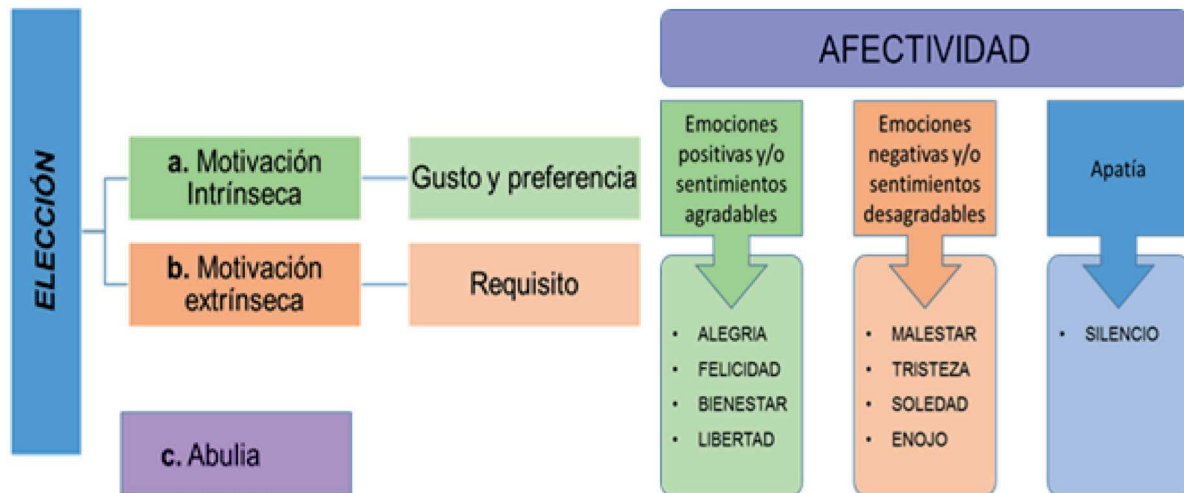 ELECCIÓN
a. Motivación
Intrínseca
Gusto y preferencia
b. Motivación
extrínseca
Requisito
c. Abulia
AFECTIVIDAD
Emociones
positivas y/o
sentimientos
agradables
• ALEGRIA
• FELICIDAD
• BIENESTAR
• LIBERTAD
Emociones
negativas y/o
sentimientos
desagradables
• MALESTAR
• TRISTEZA
• SOLEDAD
• ENOJO
Apatía
• SILENCIO